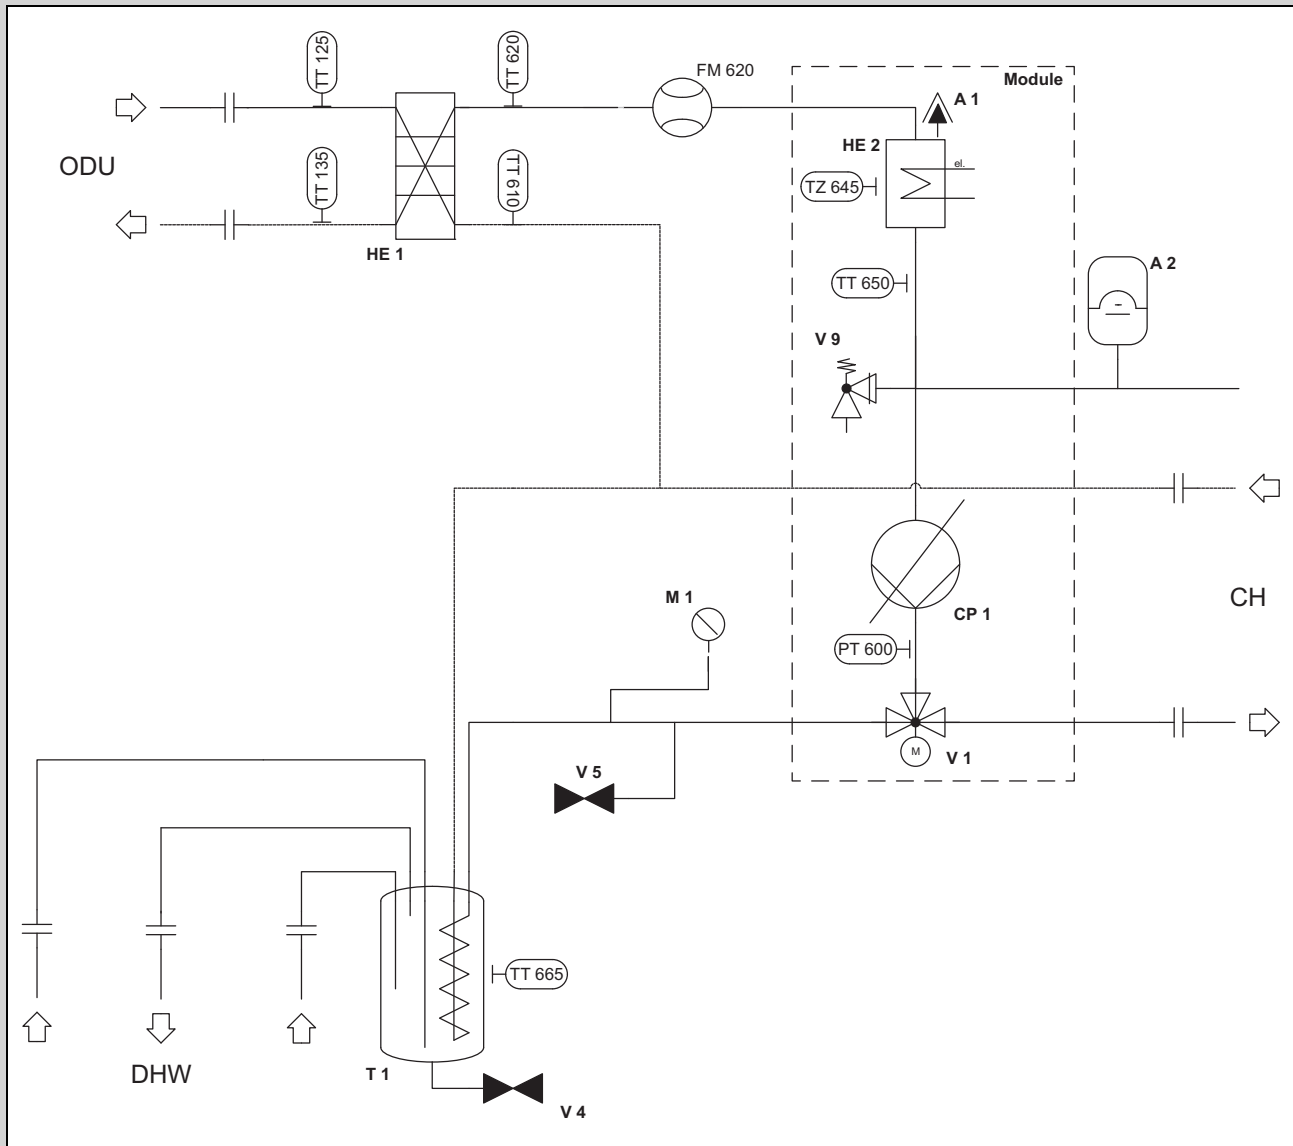 TT 125
TT 620
FM 620
Module
A 1
ODU
TT 135
TT 610
HE 2
el.
TZ 645
HE 1
TT 650
A 2
V 9
M 1
CP 1
CH
PT 600
M
V 1
V 5
TT 665
DHW
T 1
V 4